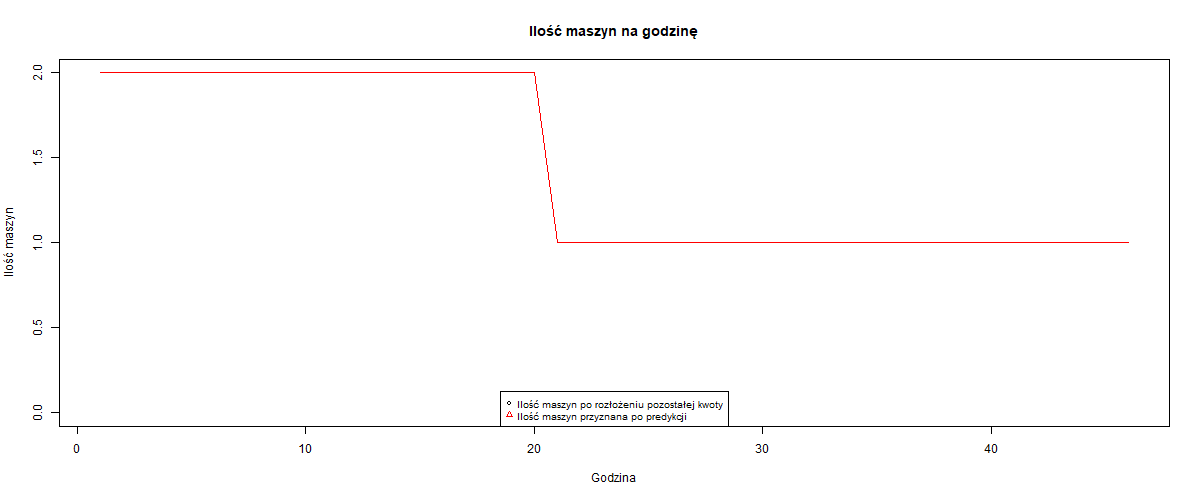 Ilość maszyn na godzinę
Ilość maszyn
2.0
1.5
1.0
0.5
0.0
Ilość maszyn po rozłożeniu pozostałej kwoty
Ilość maszyn przyznana po predykcji
0 10 20 30 40
Godzina